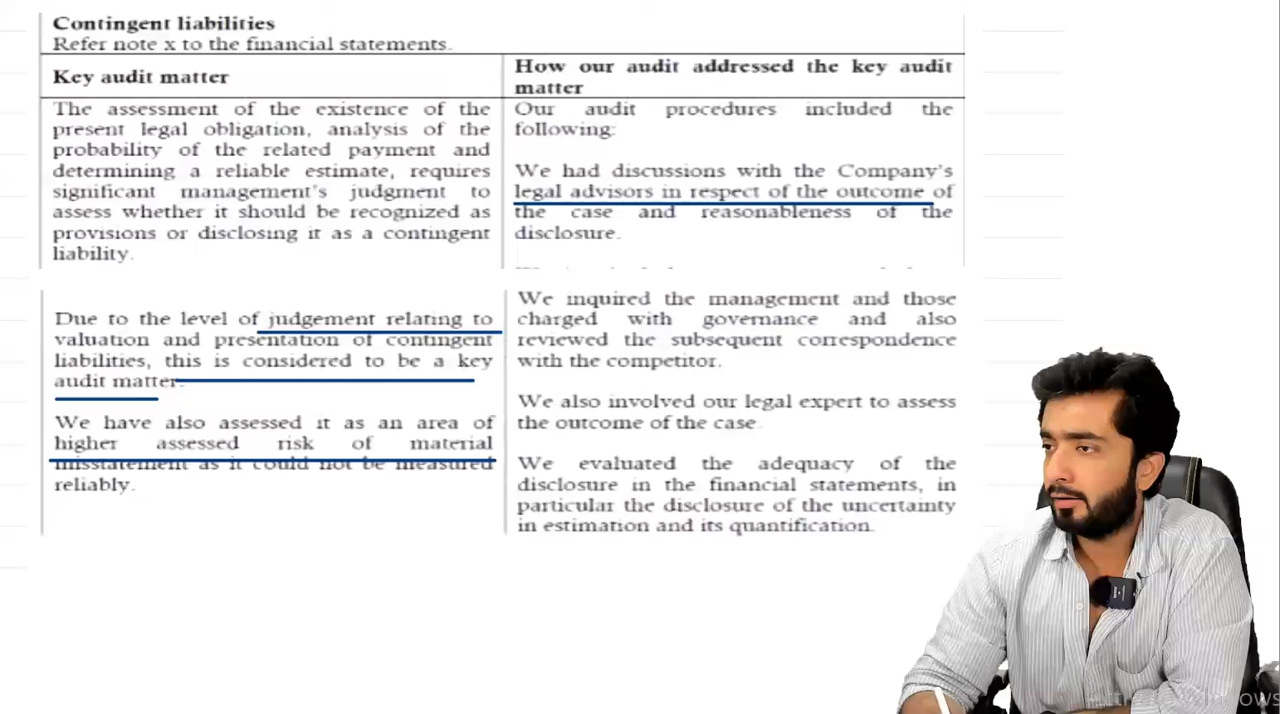 Contingent liabilities
Refer note x to the financial statements.
Key audit matter
The assessment of the existence of the
present legal obligation, analysis of the
probability of the related payment and
determining a reliable estimate, requires
significant management's judgment to
assess whether it should be recognized as
provisions or disclosing it as a contingent
liability.
Due to the level of judgement relating to
valuation and presentation of contingent
liabilities, this is considered to be a key
audit matter.
We have also assessed it as an area of
higher assessed risk of material
misstatement as it could not be measured
reliably.
How our audit addressed the key audit
matter
Our audit procedures included the
following:
We had discussions with the Company's
legal advisors in respect of the outcome of
the case and reasonableness of the
disclosure.
We inquired the management and those
charged with governance and also
reviewed the subsequent correspondence
with the competitor.
We also involved our legal expert to assess
the outcome of the case.
We evaluated the adequacy of the
disclosure in the financial statements, in
particular the disclosure of the uncertainty
in estimation and its quantification.